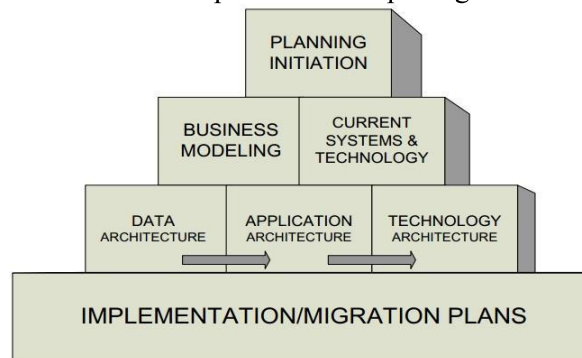 PLANNING
INITIATION
BUSINESS
MODELING
CURRENT
SYSTEMS &
TECHNOLOGY
DATA
ARCHITECTURE
APPLICATION
ARCHITECTURE
TECHNOLOGY
ARCHITECTURE
IMPLEMENTATION/MIGRATION PLANS